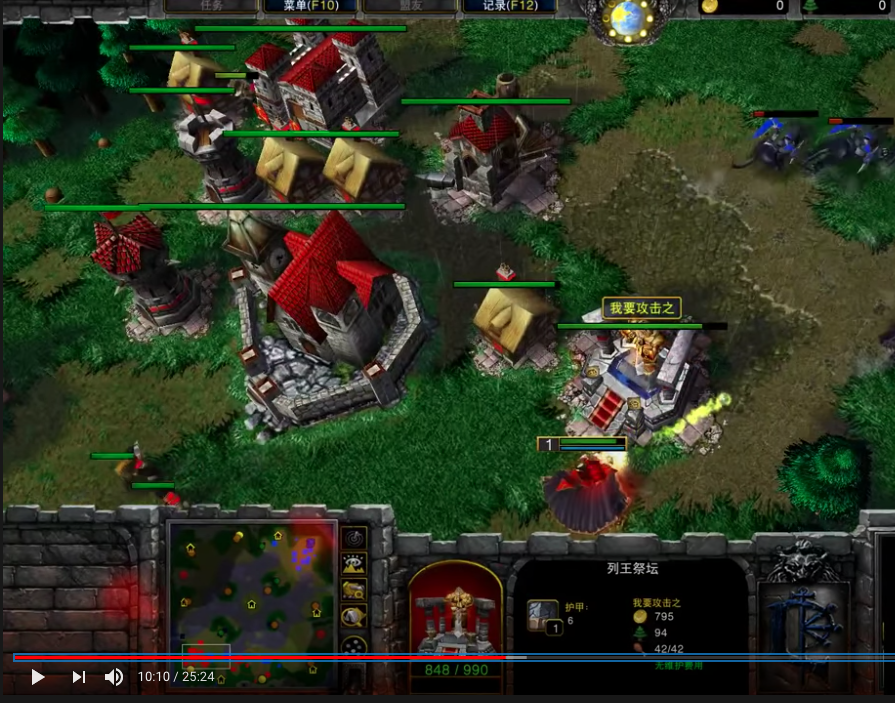 任务
菜单(F10)
盟友
记录(F12)
0
0
我要攻击之
1
列王祭坛
护甲:
6
1
我要攻击之
795
94
42/42
无维护费用
848 / 990
10:10 / 25:24